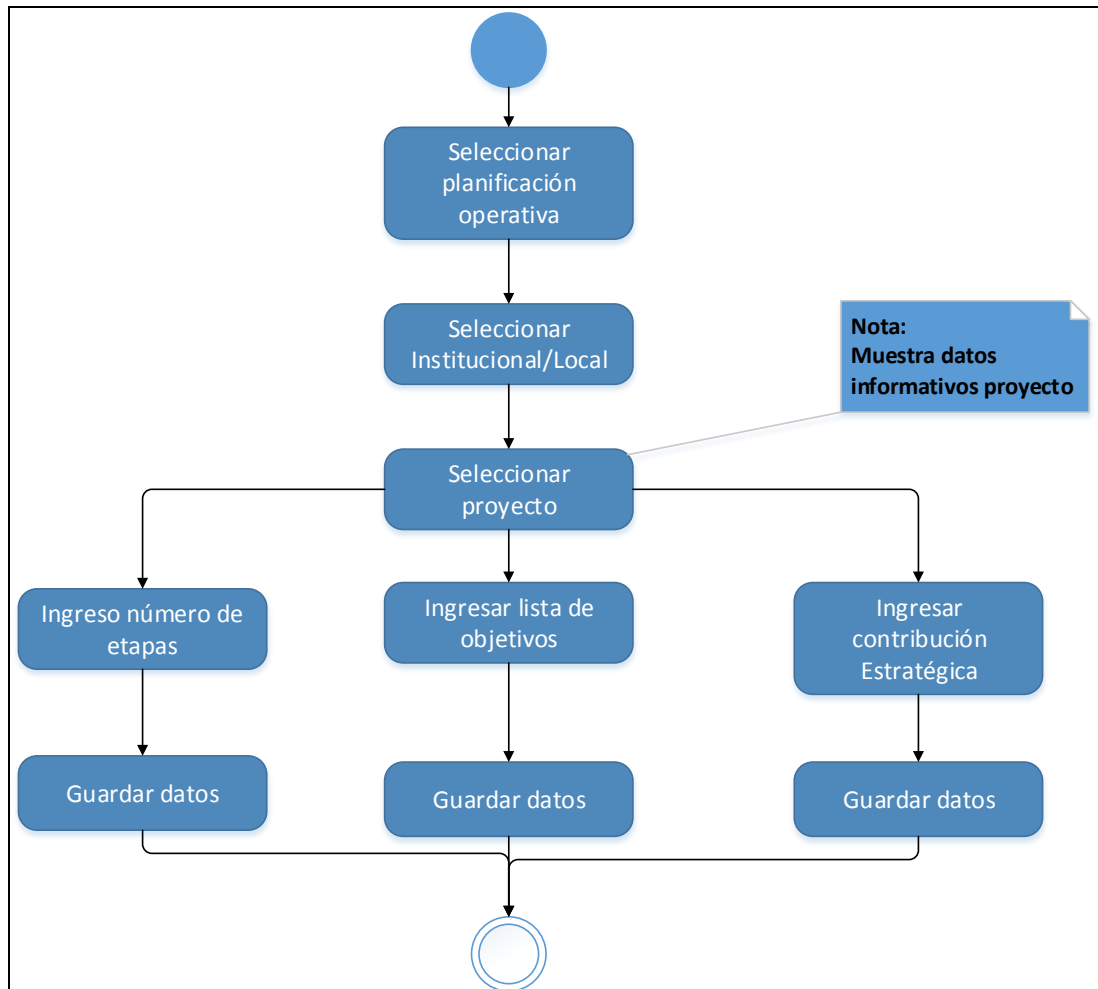 Seleccionar
planificación
operativa
Seleccionar
Institucional/Local
Nota:
Muestra datos
informativos proyecto
Seleccionar
proyecto
Ingreso número de
etapas
Ingresar lista de
objetivos
Ingresar
contribución
Estratégica
Guardar datos
Guardar datos
Guardar datos